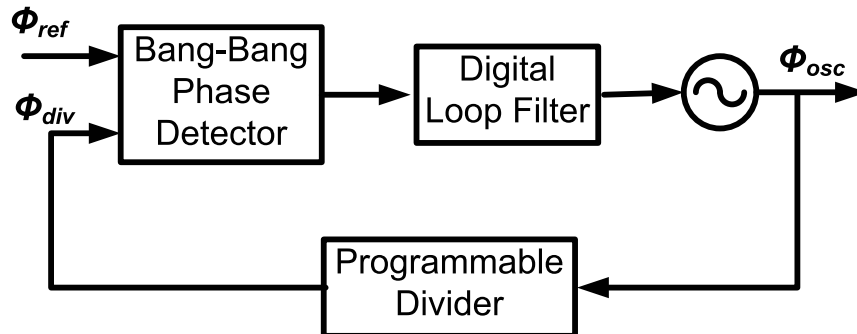 Φref
Φdiv
Bang-Bang
Phase
Detector
Digital
Loop Filter
Φosc
Programmable
Divider